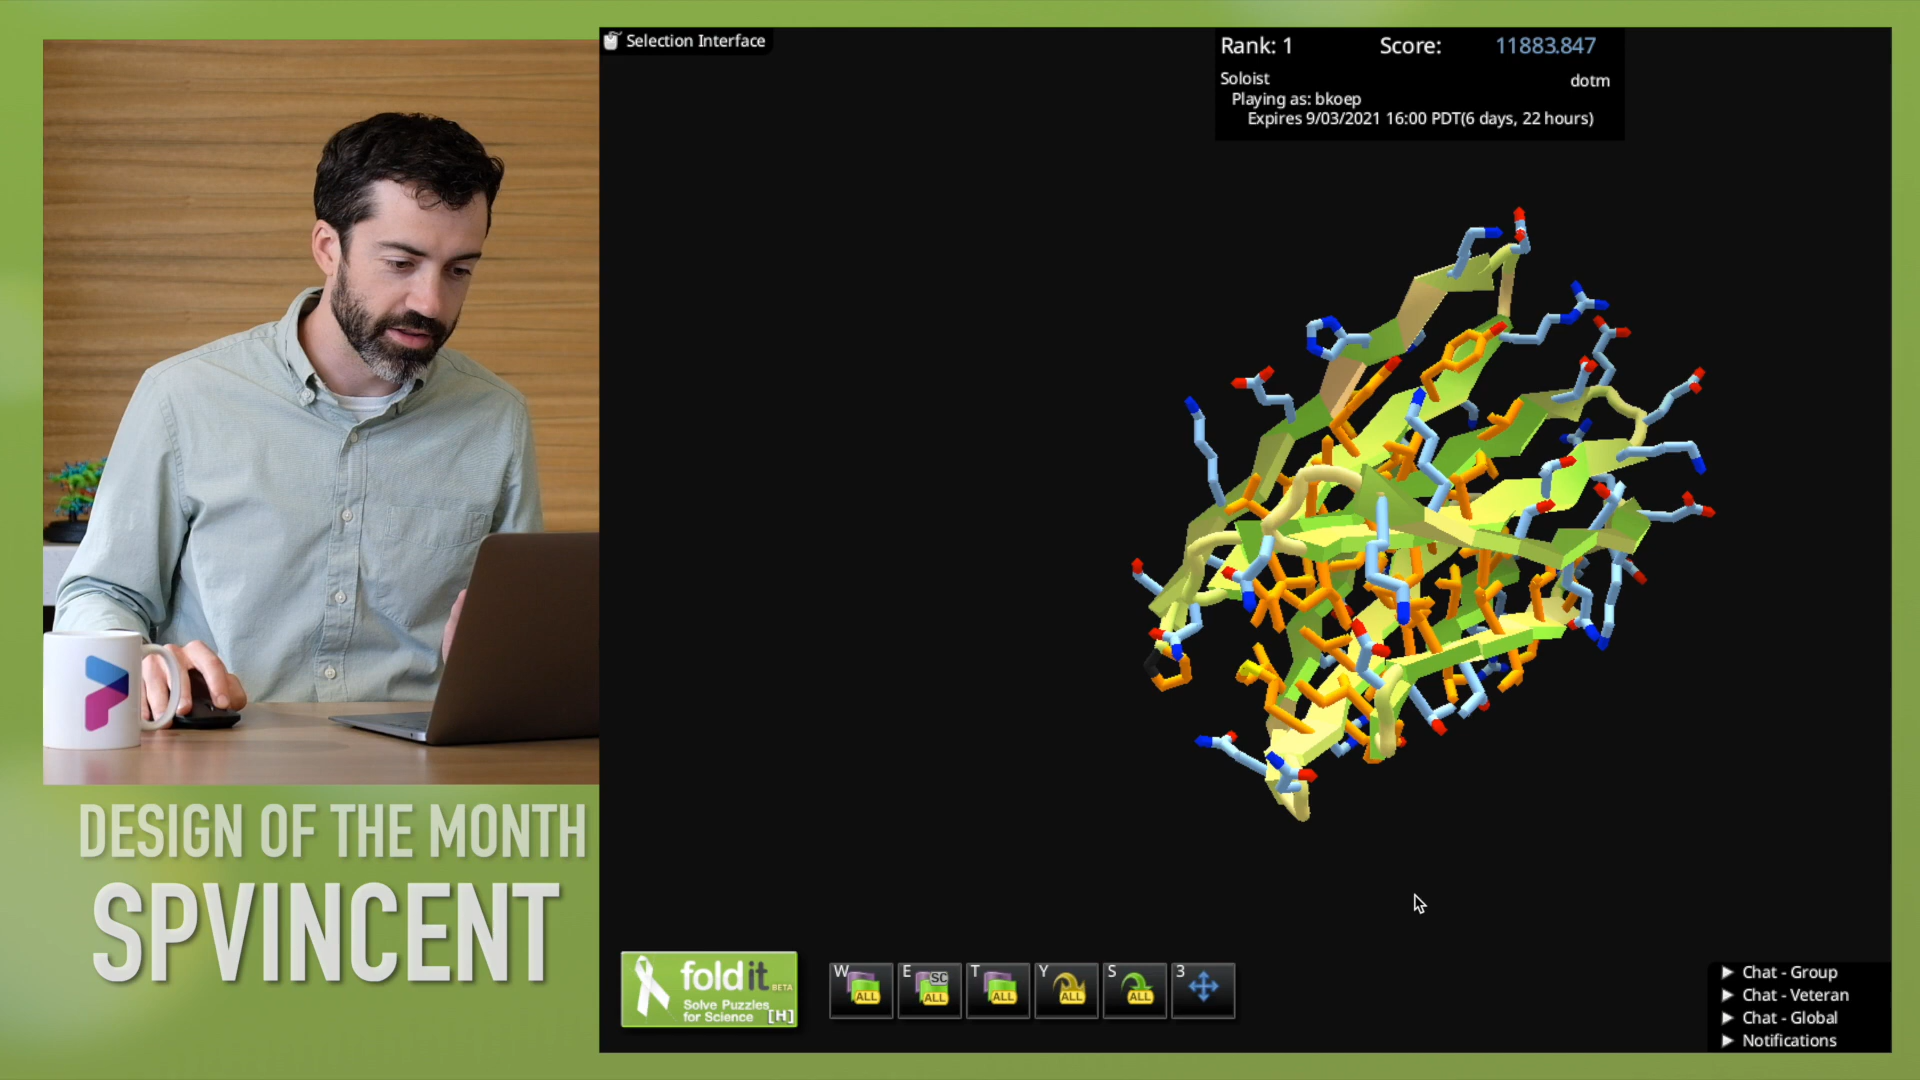 Selection Interface
Rank: 1 Score: 11883.847
Soloist dotm
Playing as: bkoep
Expires 9/03/2021 16:00 PDT(6 days, 22 hours)
DESIGN OF THE MONTH
SPVINCENT
foldit BETA
Solve Puzzles
for Science [H]
W ALL
E SC ALL
T ALL
Y ALL
S ALL
3
Chat - Group
Chat - Veteran
Chat - Global
Notifications